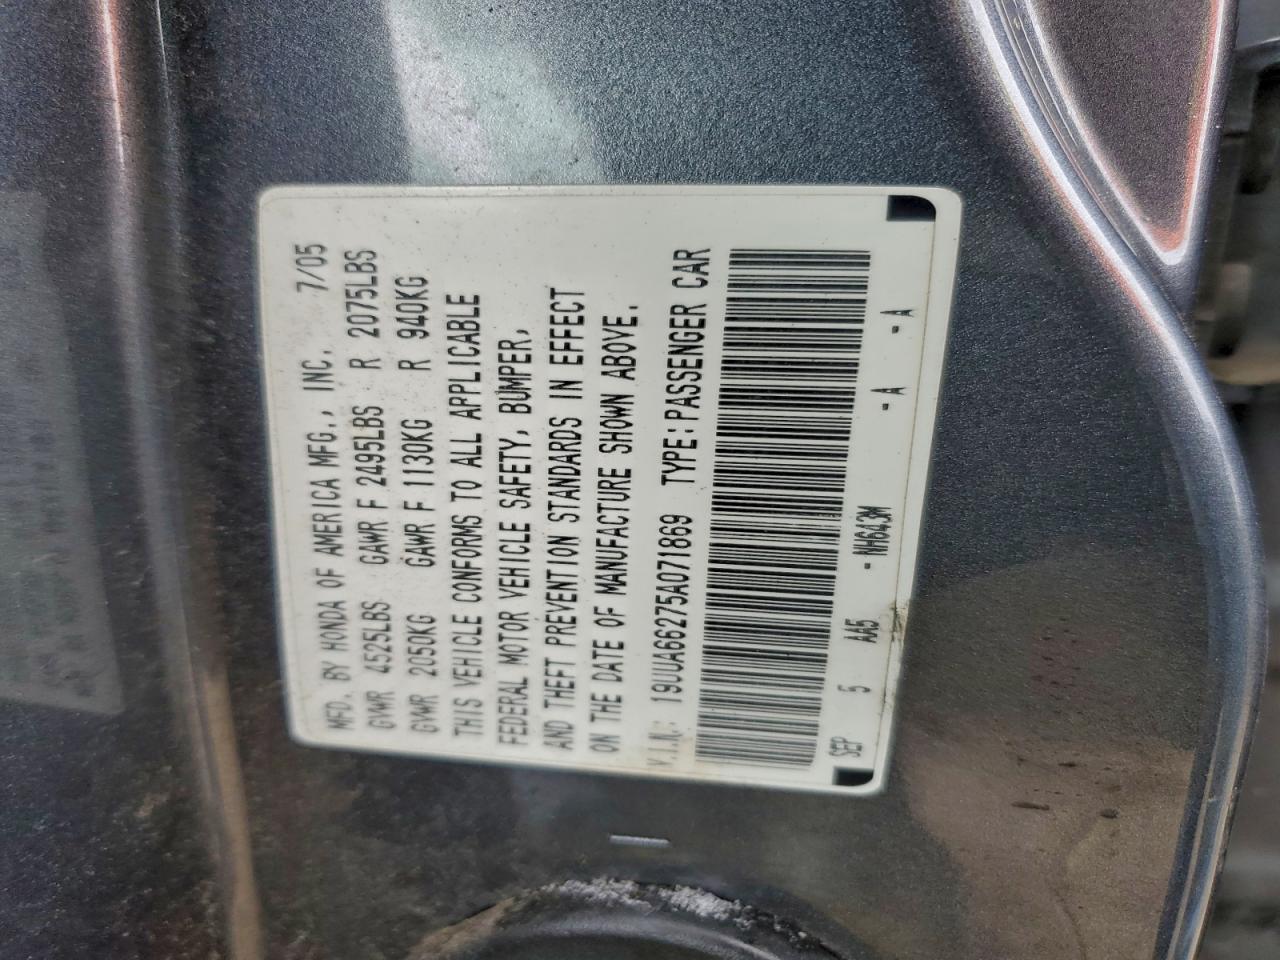 MFD. BY HONDA OF AMERICA MFG., INC. 7/05
GVWR 4525LBS GAWR F 2495LBS R 2075LBS
GVWR 2050KG GAWR F 1130KG R 940KG
THIS VEHICLE CONFORMS TO ALL APPLICABLE
FEDERAL MOTOR VEHICLE SAFETY, BUMPER,
AND THEFT PREVENTION STANDARDS IN EFFECT
ON THE DATE OF MANUFACTURE SHOWN ABOVE.
V.I.N.: 19UUA66275A071869 TYPE: PASSENGER CAR
SEP 5 AA5 - NH643M - A - A